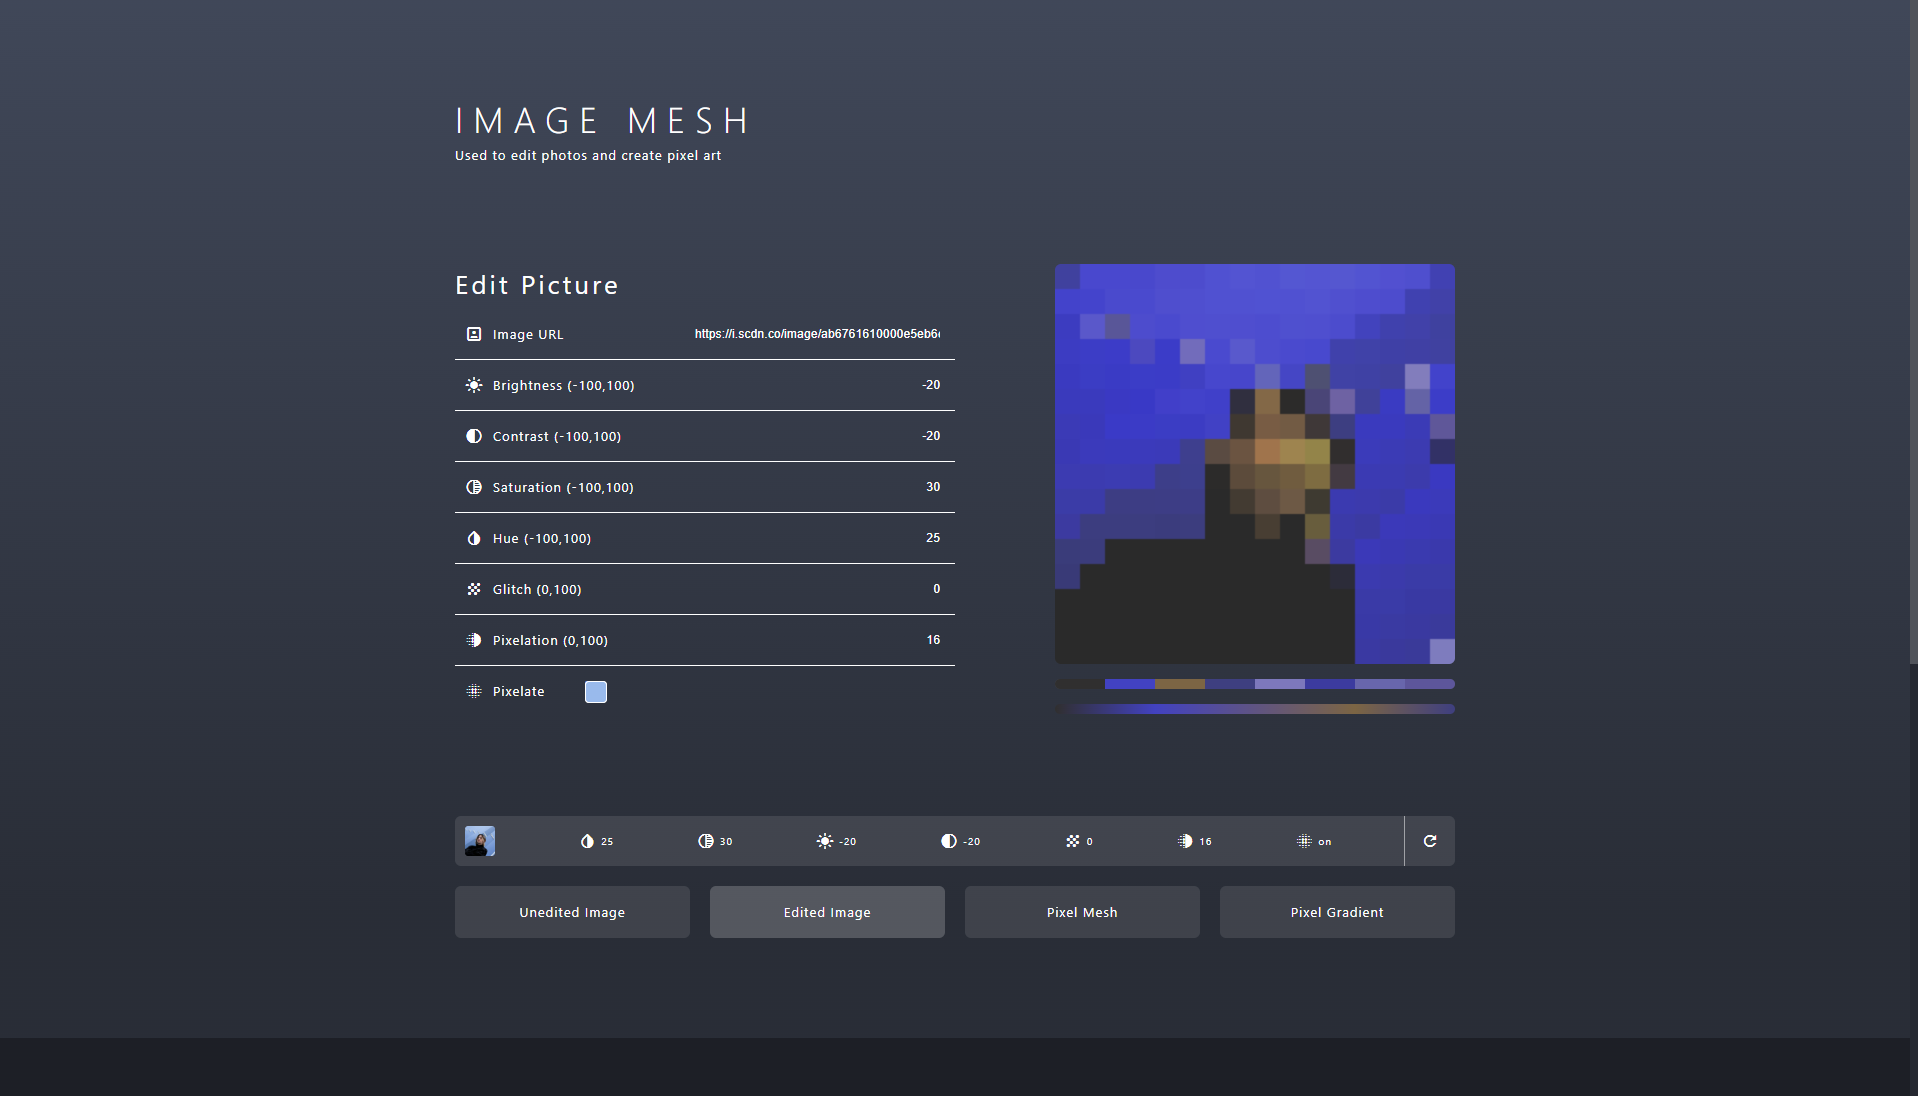 IMAGE MESH
Used to edit photos and create pixel art
Edit Picture
Image URL https://i.scdn.co/image/ab6761610000e5eb6
Brightness (-100,100) -20
Contrast (-100,100) -20
Saturation (-100,100) 30
Hue (-100,100) 25
Glitch (0,100) 0
Pixelation (0,100) 16
Pixelate
25 30 -20 -20 0 16 on
Unedited Image Edited Image Pixel Mesh Pixel Gradient